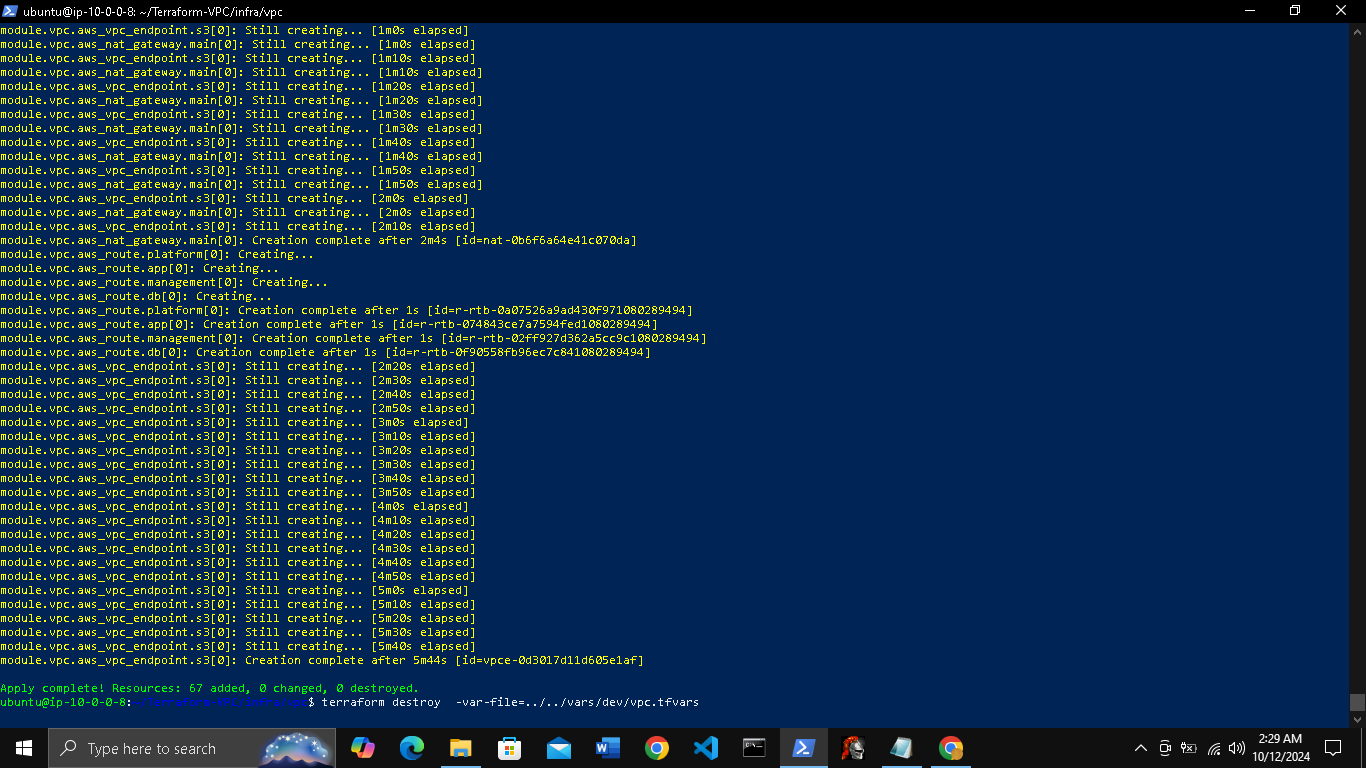 ubuntu@ip-10-0-0-8: ~/Terraform-VPC/infra/vpc
module.vpc.aws_vpc_endpoint.s3[0]: Still creating... [1m0s elapsed]
module.vpc.aws_nat_gateway.main[0]: Still creating... [1m0s elapsed]
module.vpc.aws_vpc_endpoint.s3[0]: Still creating... [1m10s elapsed]
module.vpc.aws_nat_gateway.main[0]: Still creating... [1m10s elapsed]
module.vpc.aws_vpc_endpoint.s3[0]: Still creating... [1m20s elapsed]
module.vpc.aws_nat_gateway.main[0]: Still creating... [1m20s elapsed]
module.vpc.aws_vpc_endpoint.s3[0]: Still creating... [1m30s elapsed]
module.vpc.aws_nat_gateway.main[0]: Still creating... [1m30s elapsed]
module.vpc.aws_vpc_endpoint.s3[0]: Still creating... [1m40s elapsed]
module.vpc.aws_nat_gateway.main[0]: Still creating... [1m40s elapsed]
module.vpc.aws_vpc_endpoint.s3[0]: Still creating... [1m50s elapsed]
module.vpc.aws_nat_gateway.main[0]: Still creating... [1m50s elapsed]
module.vpc.aws_vpc_endpoint.s3[0]: Still creating... [2m0s elapsed]
module.vpc.aws_nat_gateway.main[0]: Still creating... [2m0s elapsed]
module.vpc.aws_vpc_endpoint.s3[0]: Still creating... [2m10s elapsed]
module.vpc.aws_nat_gateway.main[0]: Creation complete after 2m4s [id=nat-0b6f6a64e41c070da]
module.vpc.aws_route.platform[0]: Creating...
module.vpc.aws_route.app[0]: Creating...
module.vpc.aws_route.management[0]: Creating...
module.vpc.aws_route.db[0]: Creating...
module.vpc.aws_route.platform[0]: Creation complete after 1s [id=r-rtb-0a07526a9ad430f971080289494]
module.vpc.aws_route.app[0]: Creation complete after 1s [id=r-rtb-074843ce7a7594fed1080289494]
module.vpc.aws_route.management[0]: Creation complete after 1s [id=r-rtb-02ff927d362a5cc9c1080289494]
module.vpc.aws_route.db[0]: Creation complete after 1s [id=r-rtb-0f90558fb96ec7c841080289494]
module.vpc.aws_vpc_endpoint.s3[0]: Still creating... [2m20s elapsed]
module.vpc.aws_vpc_endpoint.s3[0]: Still creating... [2m30s elapsed]
module.vpc.aws_vpc_endpoint.s3[0]: Still creating... [2m40s elapsed]
module.vpc.aws_vpc_endpoint.s3[0]: Still creating... [2m50s elapsed]
module.vpc.aws_vpc_endpoint.s3[0]: Still creating... [3m0s elapsed]
module.vpc.aws_vpc_endpoint.s3[0]: Still creating... [3m10s elapsed]
module.vpc.aws_vpc_endpoint.s3[0]: Still creating... [3m20s elapsed]
module.vpc.aws_vpc_endpoint.s3[0]: Still creating... [3m30s elapsed]
module.vpc.aws_vpc_endpoint.s3[0]: Still creating... [3m40s elapsed]
module.vpc.aws_vpc_endpoint.s3[0]: Still creating... [3m50s elapsed]
module.vpc.aws_vpc_endpoint.s3[0]: Still creating... [4m0s elapsed]
module.vpc.aws_vpc_endpoint.s3[0]: Still creating... [4m10s elapsed]
module.vpc.aws_vpc_endpoint.s3[0]: Still creating... [4m20s elapsed]
module.vpc.aws_vpc_endpoint.s3[0]: Still creating... [4m30s elapsed]
module.vpc.aws_vpc_endpoint.s3[0]: Still creating... [4m40s elapsed]
module.vpc.aws_vpc_endpoint.s3[0]: Still creating... [4m50s elapsed]
module.vpc.aws_vpc_endpoint.s3[0]: Still creating... [5m0s elapsed]
module.vpc.aws_vpc_endpoint.s3[0]: Still creating... [5m10s elapsed]
module.vpc.aws_vpc_endpoint.s3[0]: Still creating... [5m20s elapsed]
module.vpc.aws_vpc_endpoint.s3[0]: Still creating... [5m30s elapsed]
module.vpc.aws_vpc_endpoint.s3[0]: Still creating... [5m40s elapsed]
module.vpc.aws_vpc_endpoint.s3[0]: Creation complete after 5m44s [id=vpce-0d3017d11d605e1af]
Apply complete! Resources: 67 added, 0 changed, 0 destroyed.
ubuntu@ip-10-0-0-8:~/Terraform-VPC/infra/vpc$ terraform destroy  -var-file=../../vars/dev/vpc.tfvars
Type here to search
2:29 AM
10/12/2024